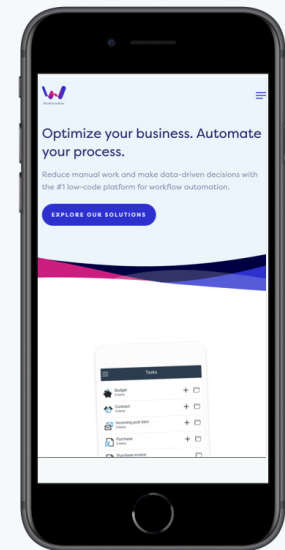 Optimize your business. Automate
your process.
Reduce manual work and make data-driven decisions with
the #1 low-code platform for workflow automation.
EXPLORE OUR SOLUTIONS
Tasks
Budget
Contract
Incoming post item
Purchase
Purchase invoice